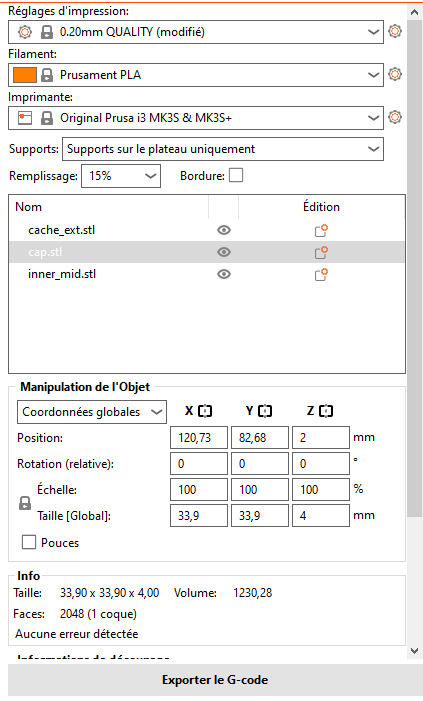 Réglages d'impression:
0.20mm QUALITY (modifié)
Filament:
Prusament PLA
Imprimante:
Original Prusa i3 MK3S & MK3S+
Supports: Supports sur le plateau uniquement
Remplissage: 15% Bordure:
Nom Édition
cache_ext.stl
cap.stl
inner_mid.stl
Manipulation de l'Objet
Coordonnées globales X Y Z
Position: 120,73 82,68 2 mm
Rotation (relative): 0 0 0 °
Échelle: 100 100 100 %
Taille [Global]: 33,9 33,9 4 mm
Pouces
Info
Taille: 33,90 x 33,90 x 4,00 Volume: 1230,28
Faces: 2048 (1 coque)
Aucune erreur détectée
Informations de découpage
Exporter le G-code